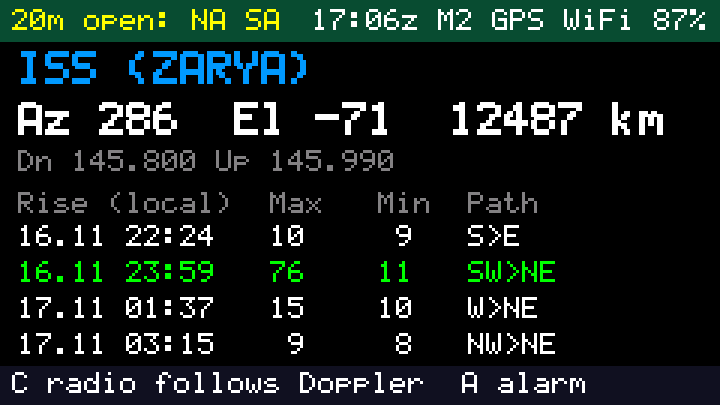 20m open: NA SA 17:06z M2 GPS WiFi 87%
ISS (ZARYA)
Az 286 El -71 12487 km
Dn 145.800 Up 145.990
Rise (local) Max Min Path
16.11 22:24 10 9 S>E
16.11 23:59 76 11 SW>NE
17.11 01:37 15 10 W>NE
17.11 03:15 9 8 NW>NE
C radio follows Doppler A alarm